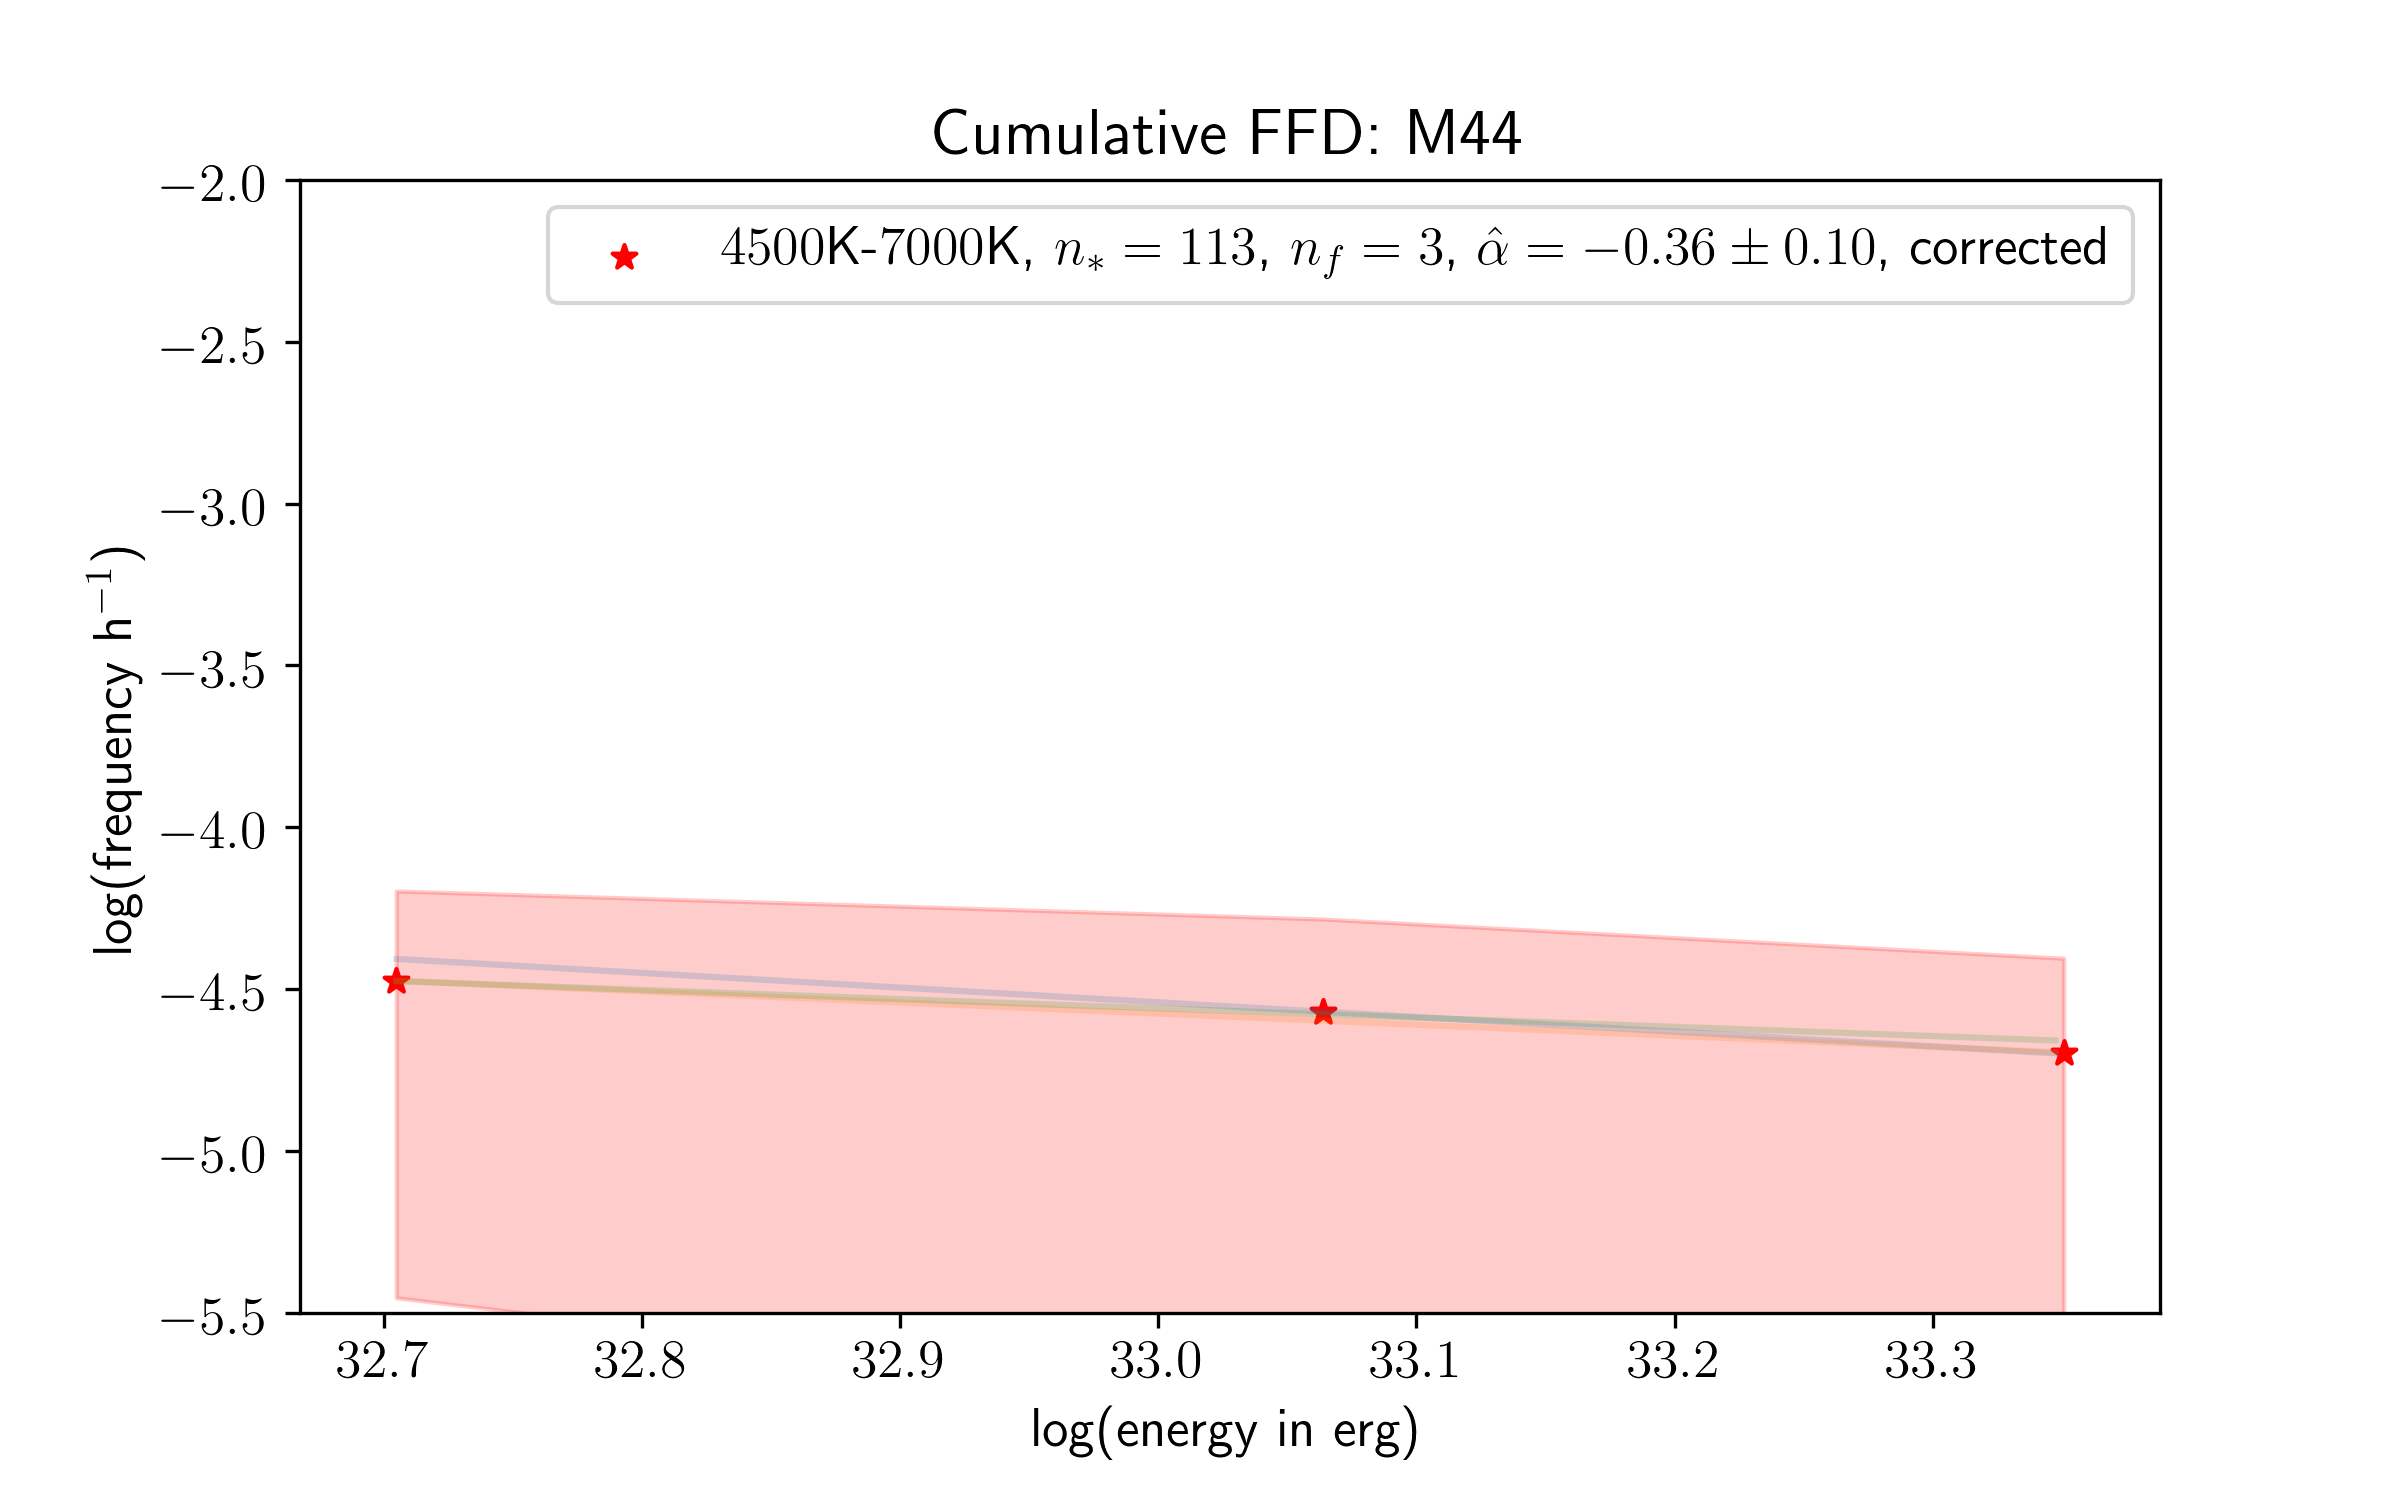 Cumulative FFD: M44
4500K-7000K, $n_* = 113$, $n_f = 3$, $\hat{\alpha} = -0.36 \pm 0.10$, corrected
−2.0
−2.5
−3.0
−3.5
−4.0
−4.5
−5.0
−5.5
log(frequency h$^{-1}$)
32.7 32.8 32.9 33.0 33.1 33.2 33.3
log(energy in erg)